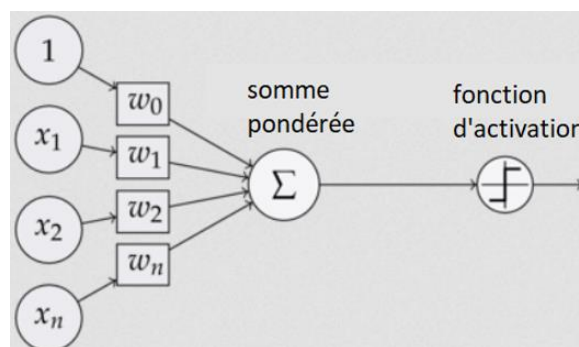 1
w₀
somme
pondérée
fonction
d'activation
x₁
w₁
Σ
x₂
w₂
wₙ
xₙ